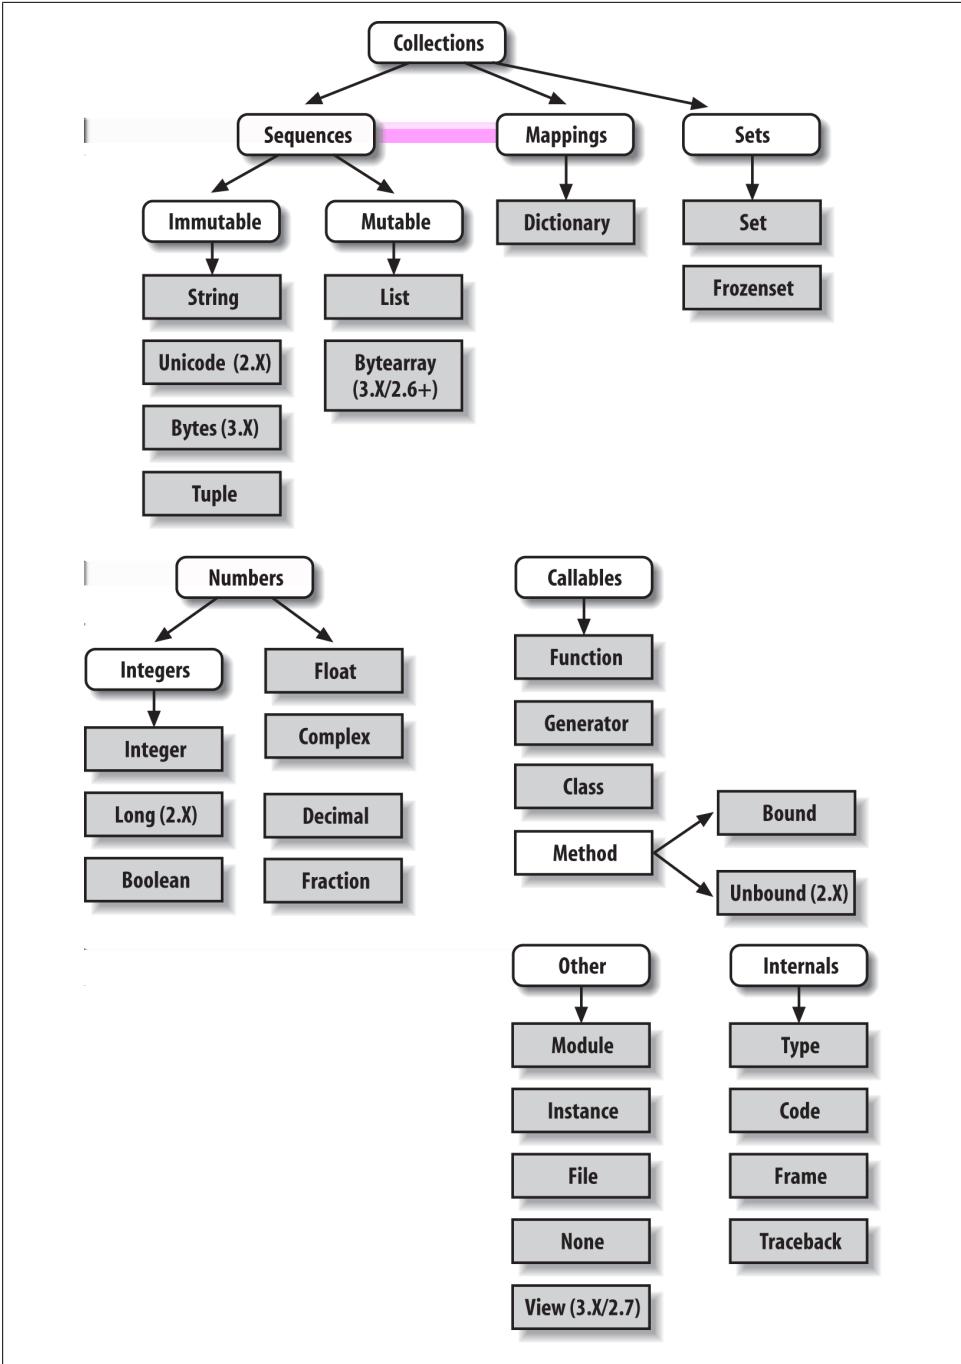 Collections
Sequences
Mappings
Sets
Immutable
Mutable
Dictionary
Set
String
List
Frozenset
Unicode (2.X)
Bytearray
(3.X/2.6+)
Bytes (3.X)
Tuple
Numbers
Callables
Integers
Float
Function
Integer
Complex
Generator
Long (2.X)
Decimal
Class
Bound
Boolean
Fraction
Method
Unbound (2.X)
Other
Internals
Module
Type
Instance
Code
File
Frame
None
Traceback
View (3.X/2.7)